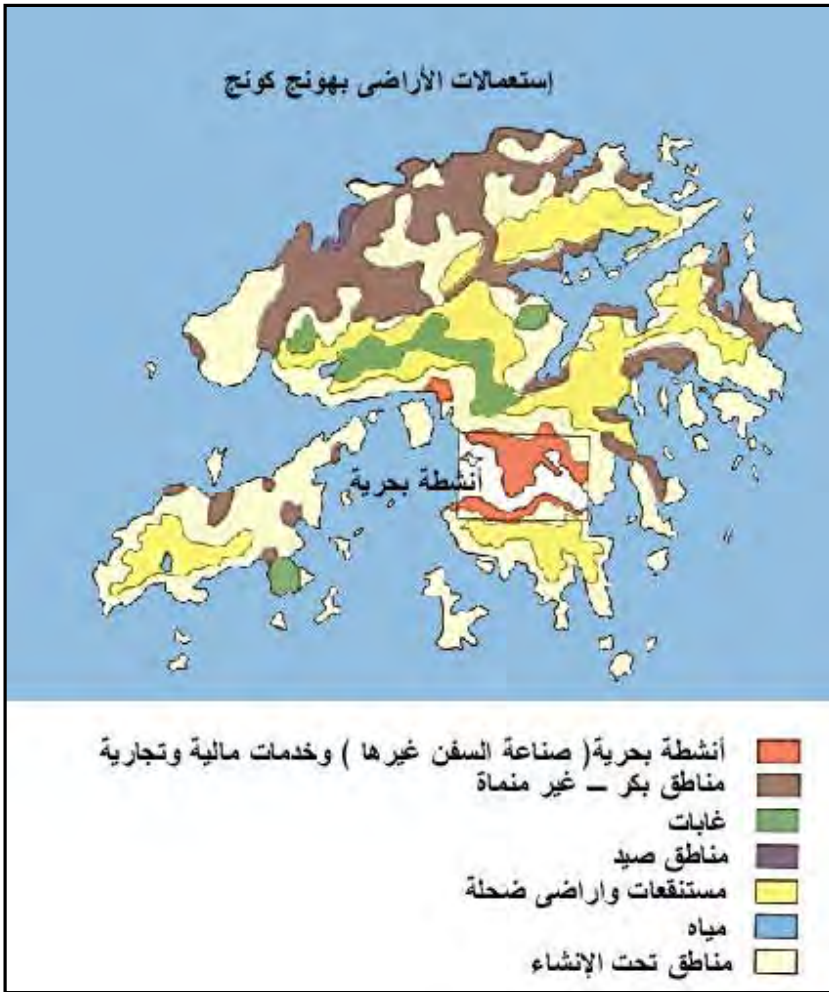 إستعمالات الأراضى بهونج كونج
أنشطة بحرية
أنشطة بحرية( صناعة السفن غيرها ) وخدمات مالية وتجارية
مناطق بكر – غير منماة
غابات
مناطق صيد
مستنقعات واراضى ضحلة
مياه
مناطق تحت الإنشاء